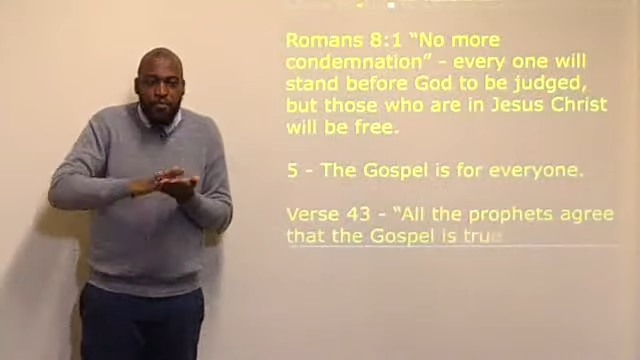 Romans 8:1 “No more
condemnation” - every one will
stand before God to be judged,
but those who are in Jesus Christ
will be free.
5 - The Gospel is for everyone.
Verse 43 - “All the prophets agree
that the Gospel is true